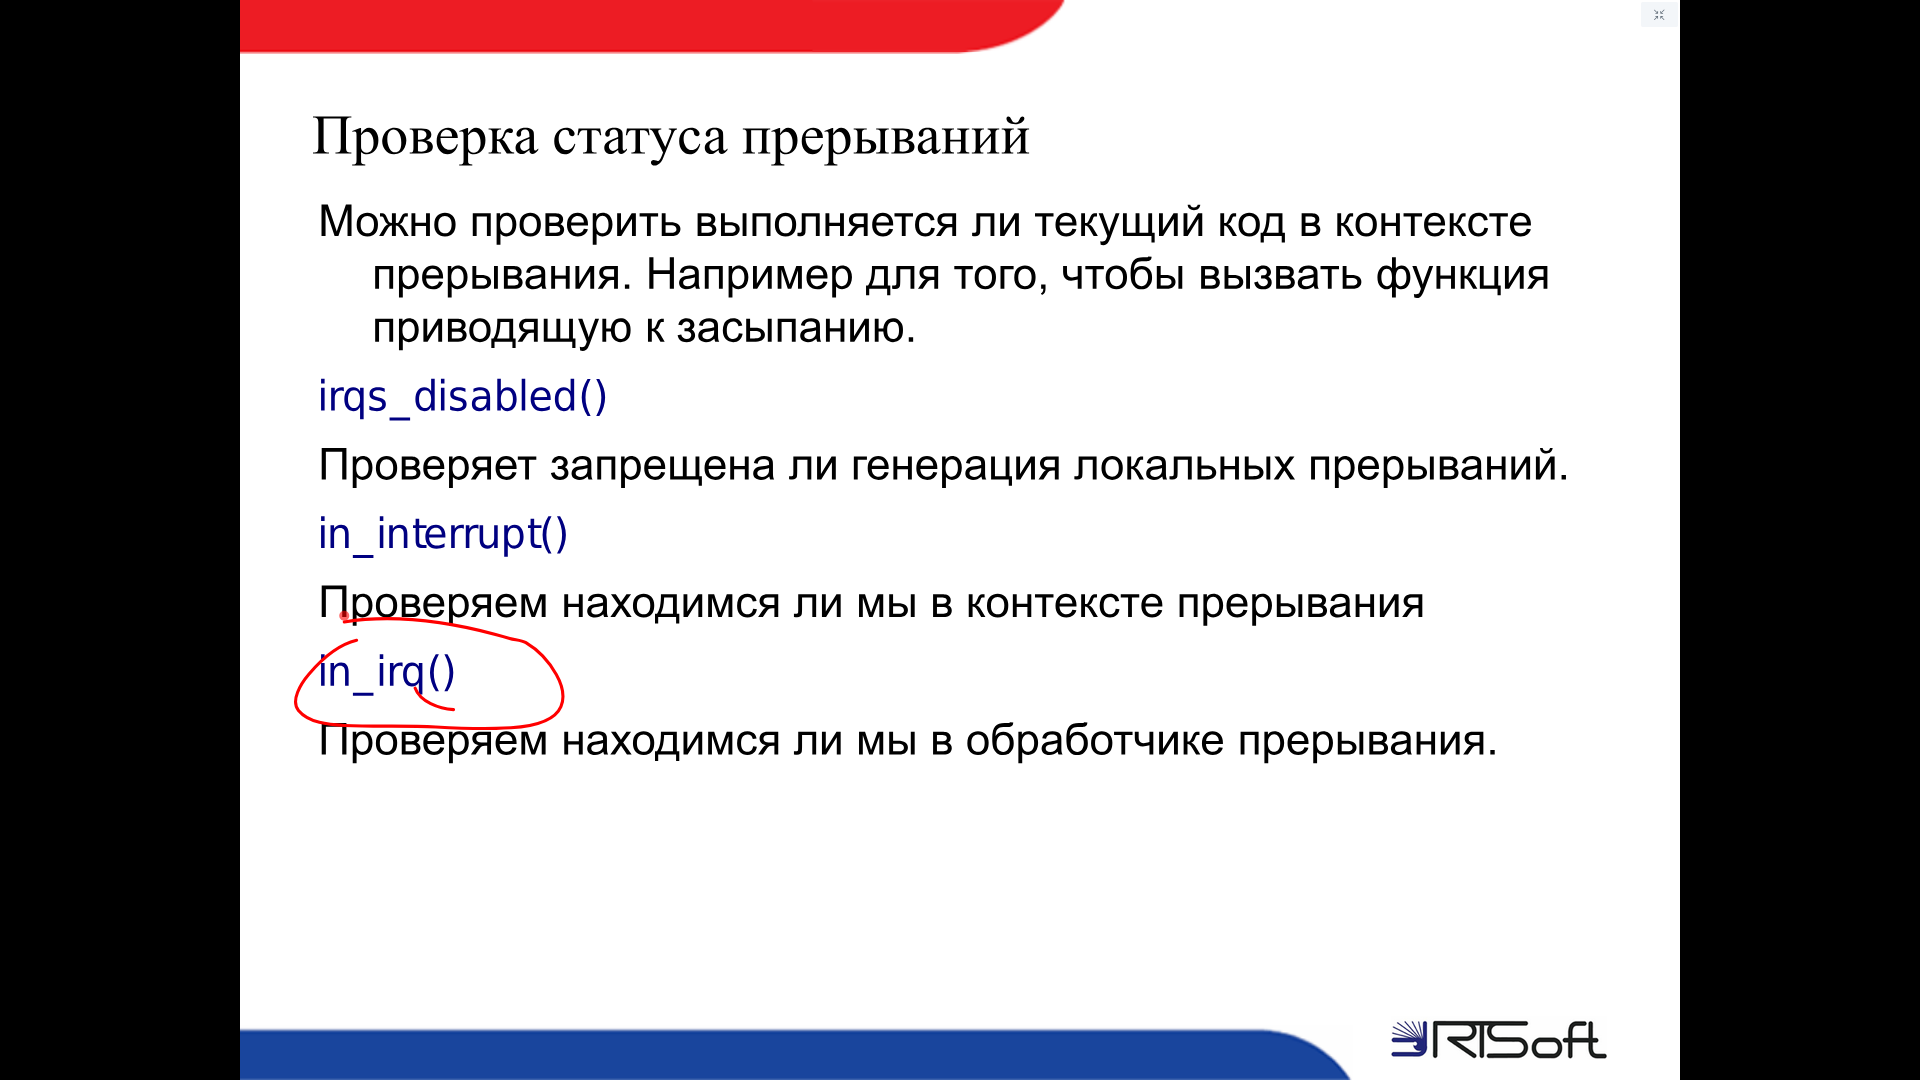 Проверка статуса прерываний
Можно проверить выполняется ли текущий код в контексте
прерывания. Например для того, чтобы вызвать функция
приводящую к засыпанию.
irqs_disabled()
Проверяет запрещена ли генерация локальных прерываний.
in_interrupt()
Проверяем находимся ли мы в контексте прерывания
in_irq()
Проверяем находимся ли мы в обработчике прерывания.
RTSoft